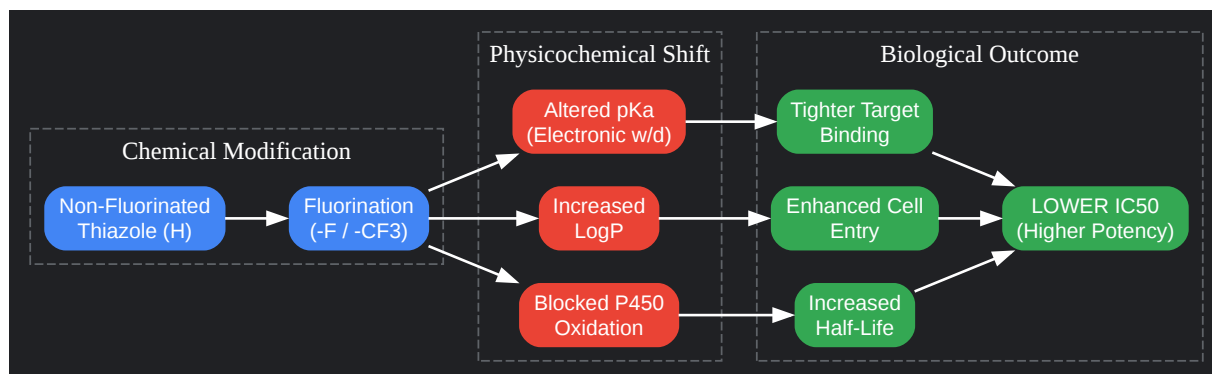 Chemical Modification
Non-Fluorinated
Thiazole (H)
Fluorination
(-F / -CF3)
Physicochemical Shift
Altered pKa
(Electronic w/d)
Increased
LogP
Blocked P450
Oxidation
Biological Outcome
Tighter Target
Binding
Enhanced Cell
Entry
Increased
Half-Life
LOWER IC50
(Higher Potency)